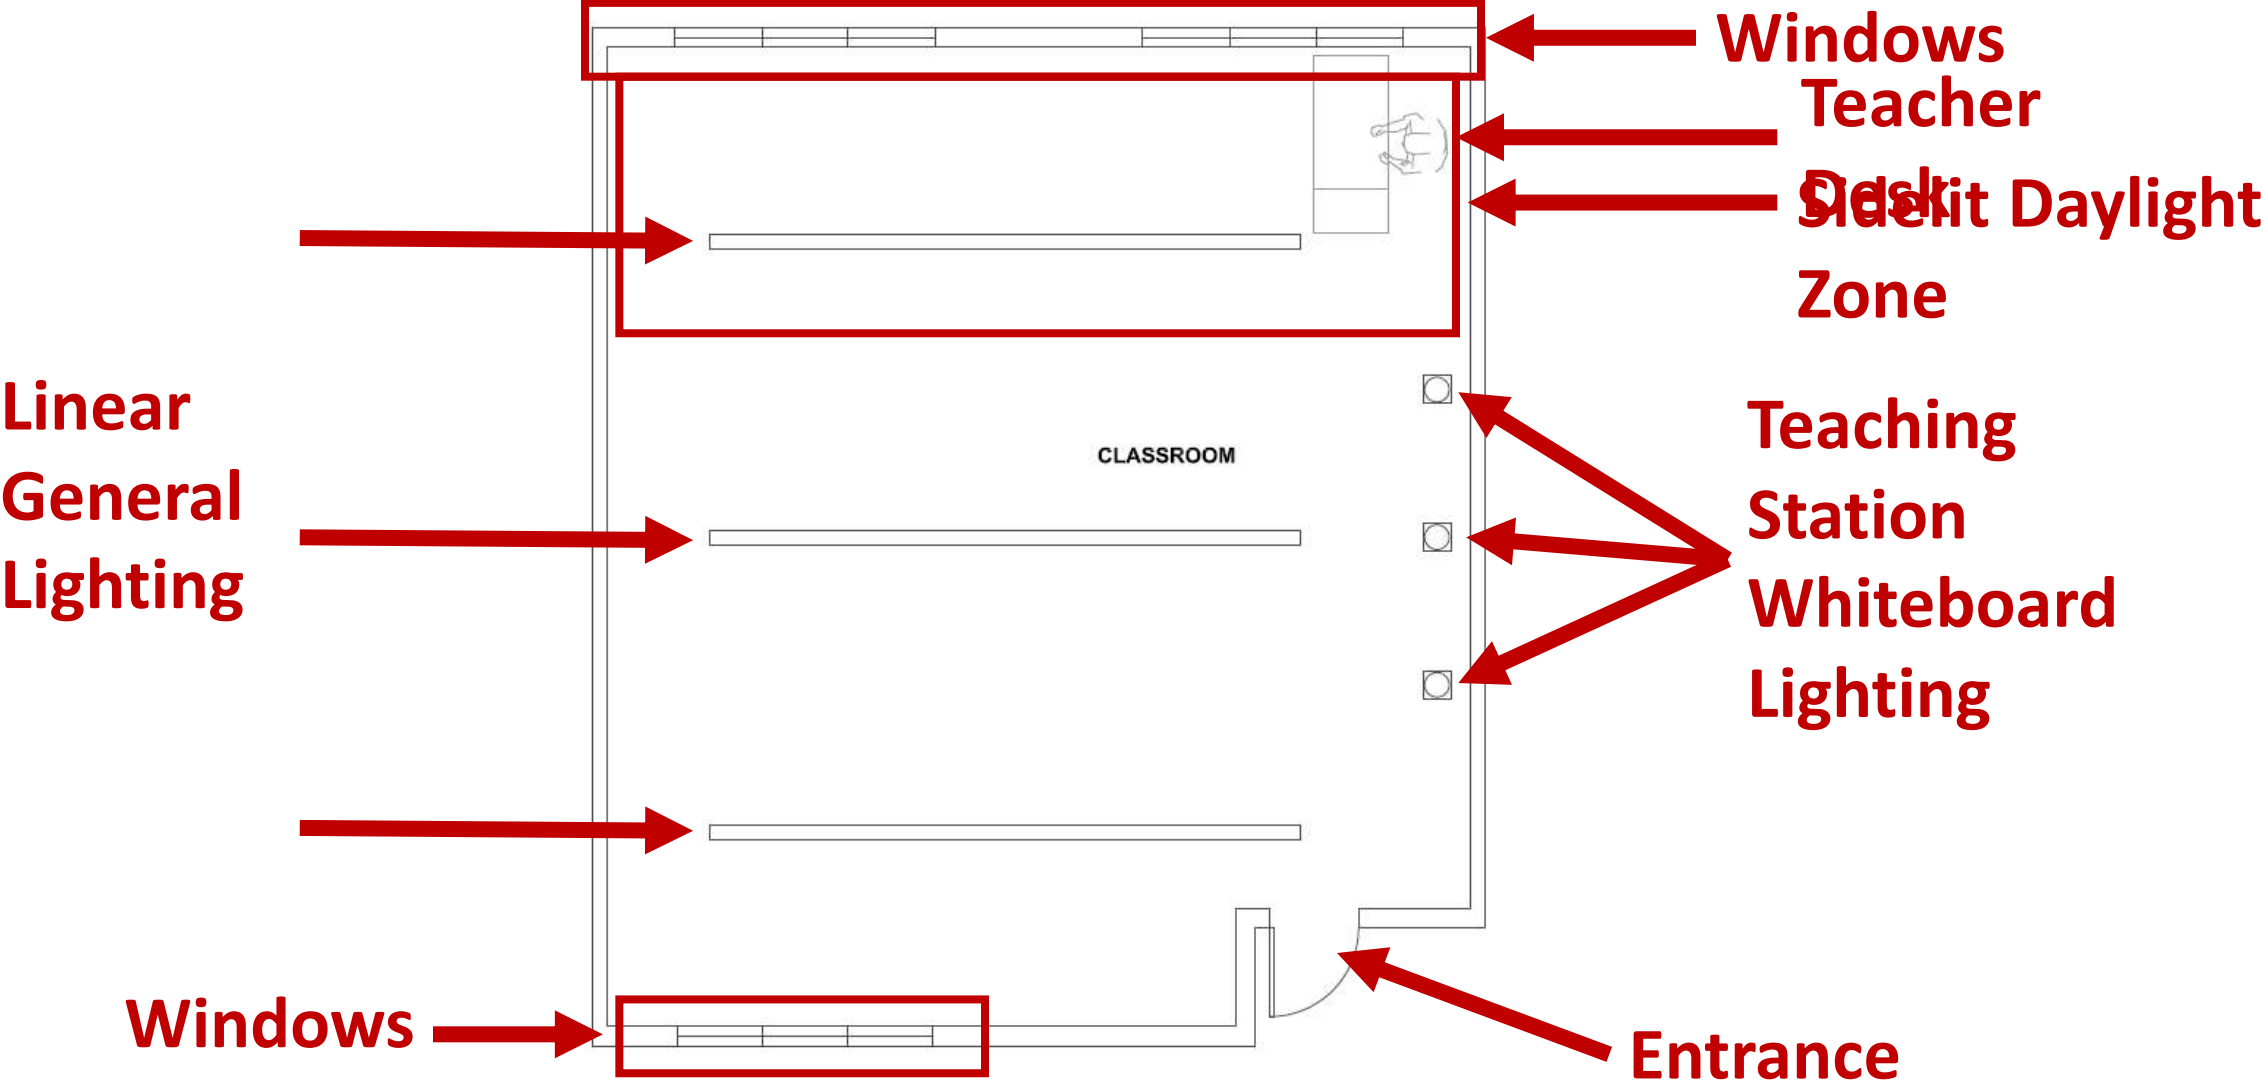 Windows
Teacher
Desk
Sidelit Daylight
Zone
Linear
General
Lighting
CLASSROOM
Teaching
Station
Whiteboard
Lighting
Windows
Entrance